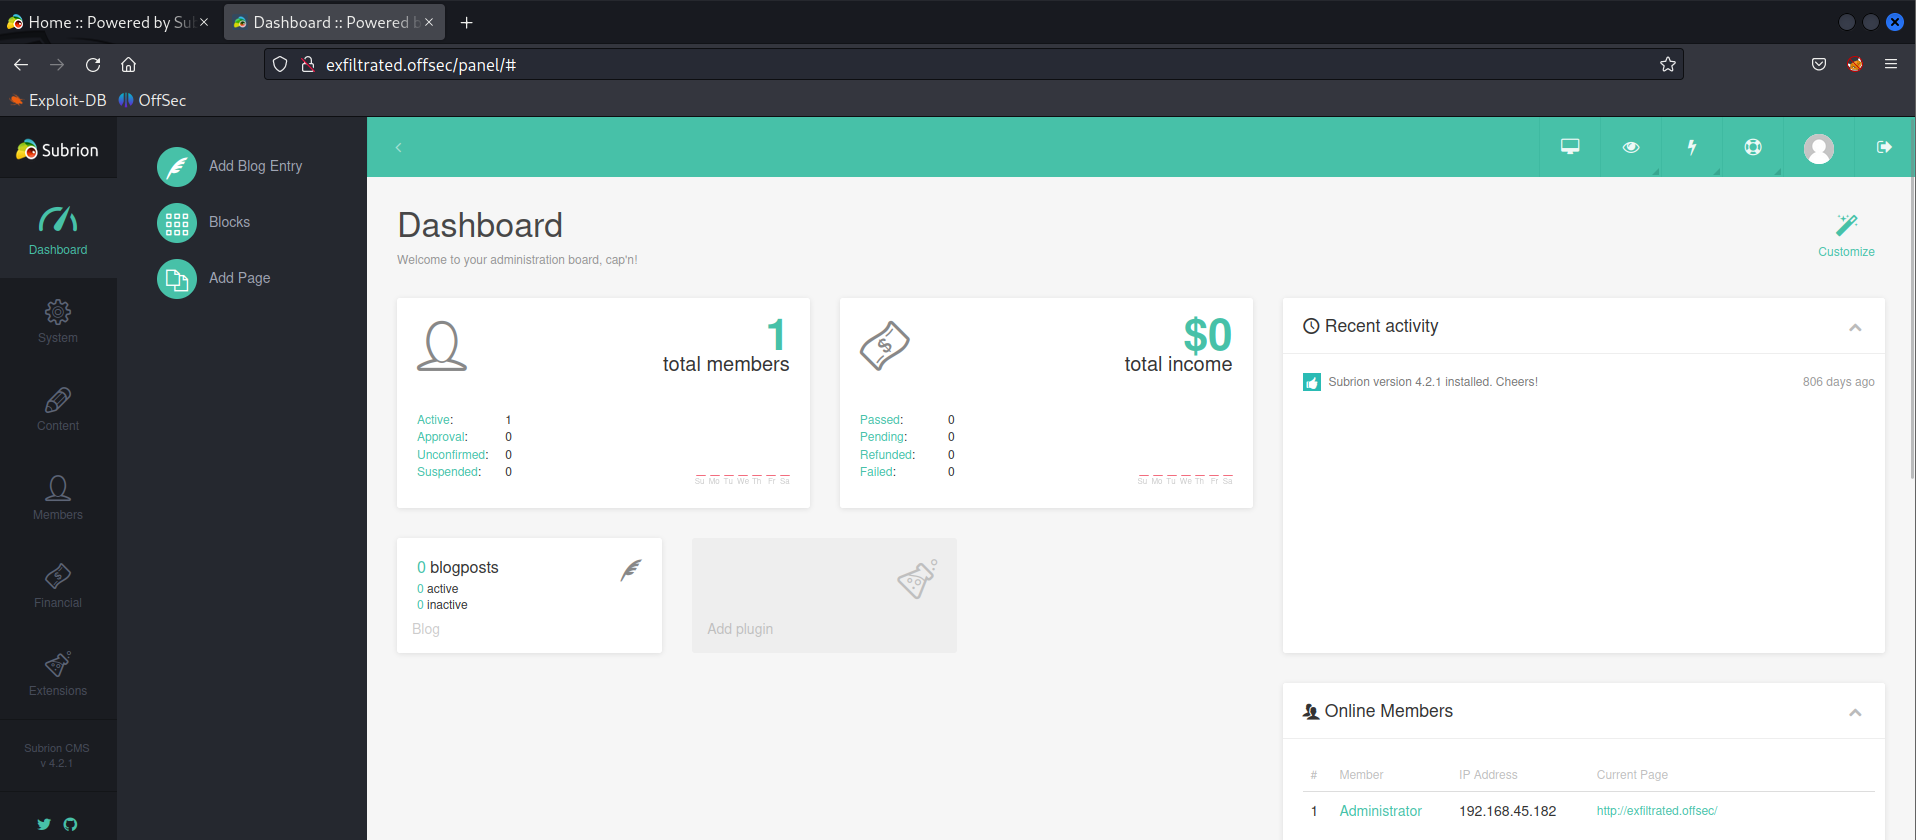 Home :: Powered by Su
Dashboard :: Powered b
exfiltrated.offsec/panel/#
Exploit-DB OffSec
Subrion
Dashboard
System
Content
Members
Financial
Extensions
Subrion CMS
v 4.2.1
Add Blog Entry
Blocks
Add Page
Dashboard
Welcome to your administration board, cap'n!
Customize
1
total members
Active: 1
Approval: 0
Unconfirmed: 0
Suspended: 0
Su Mo Tu We Th Fr Sa
$0
total income
Passed: 0
Pending: 0
Refunded: 0
Failed: 0
Su Mo Tu We Th Fr Sa
Recent activity
Subrion version 4.2.1 installed. Cheers! 806 days ago
0 blogposts
0 active
0 inactive
Blog
Add plugin
Online Members
# Member IP Address Current Page
1 Administrator 192.168.45.182 http://exfiltrated.offsec/